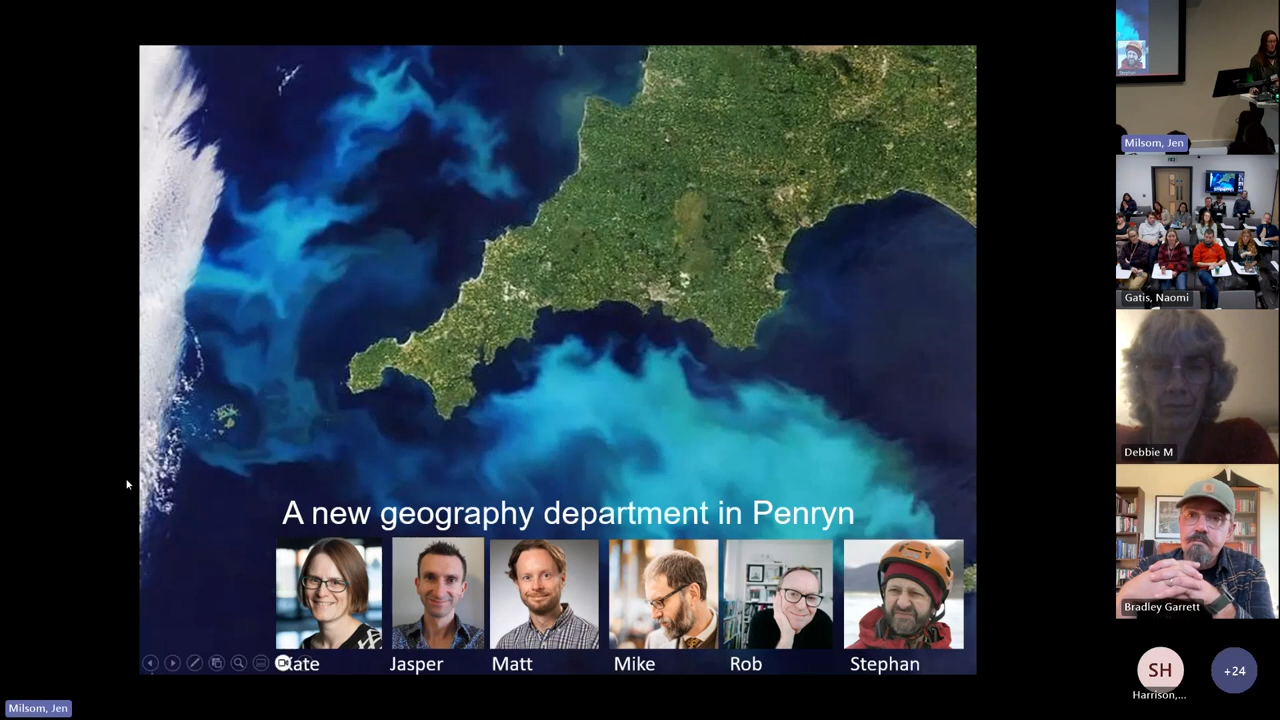 A new geography department in Penryn
Kate
Jasper
Matt
Mike
Rob
Stephan
Milsom, Jen
Stephan
Milsom, Jen
Gatis, Naomi
Debbie M
Bradley Garrett
SH
+24
Harrison,...